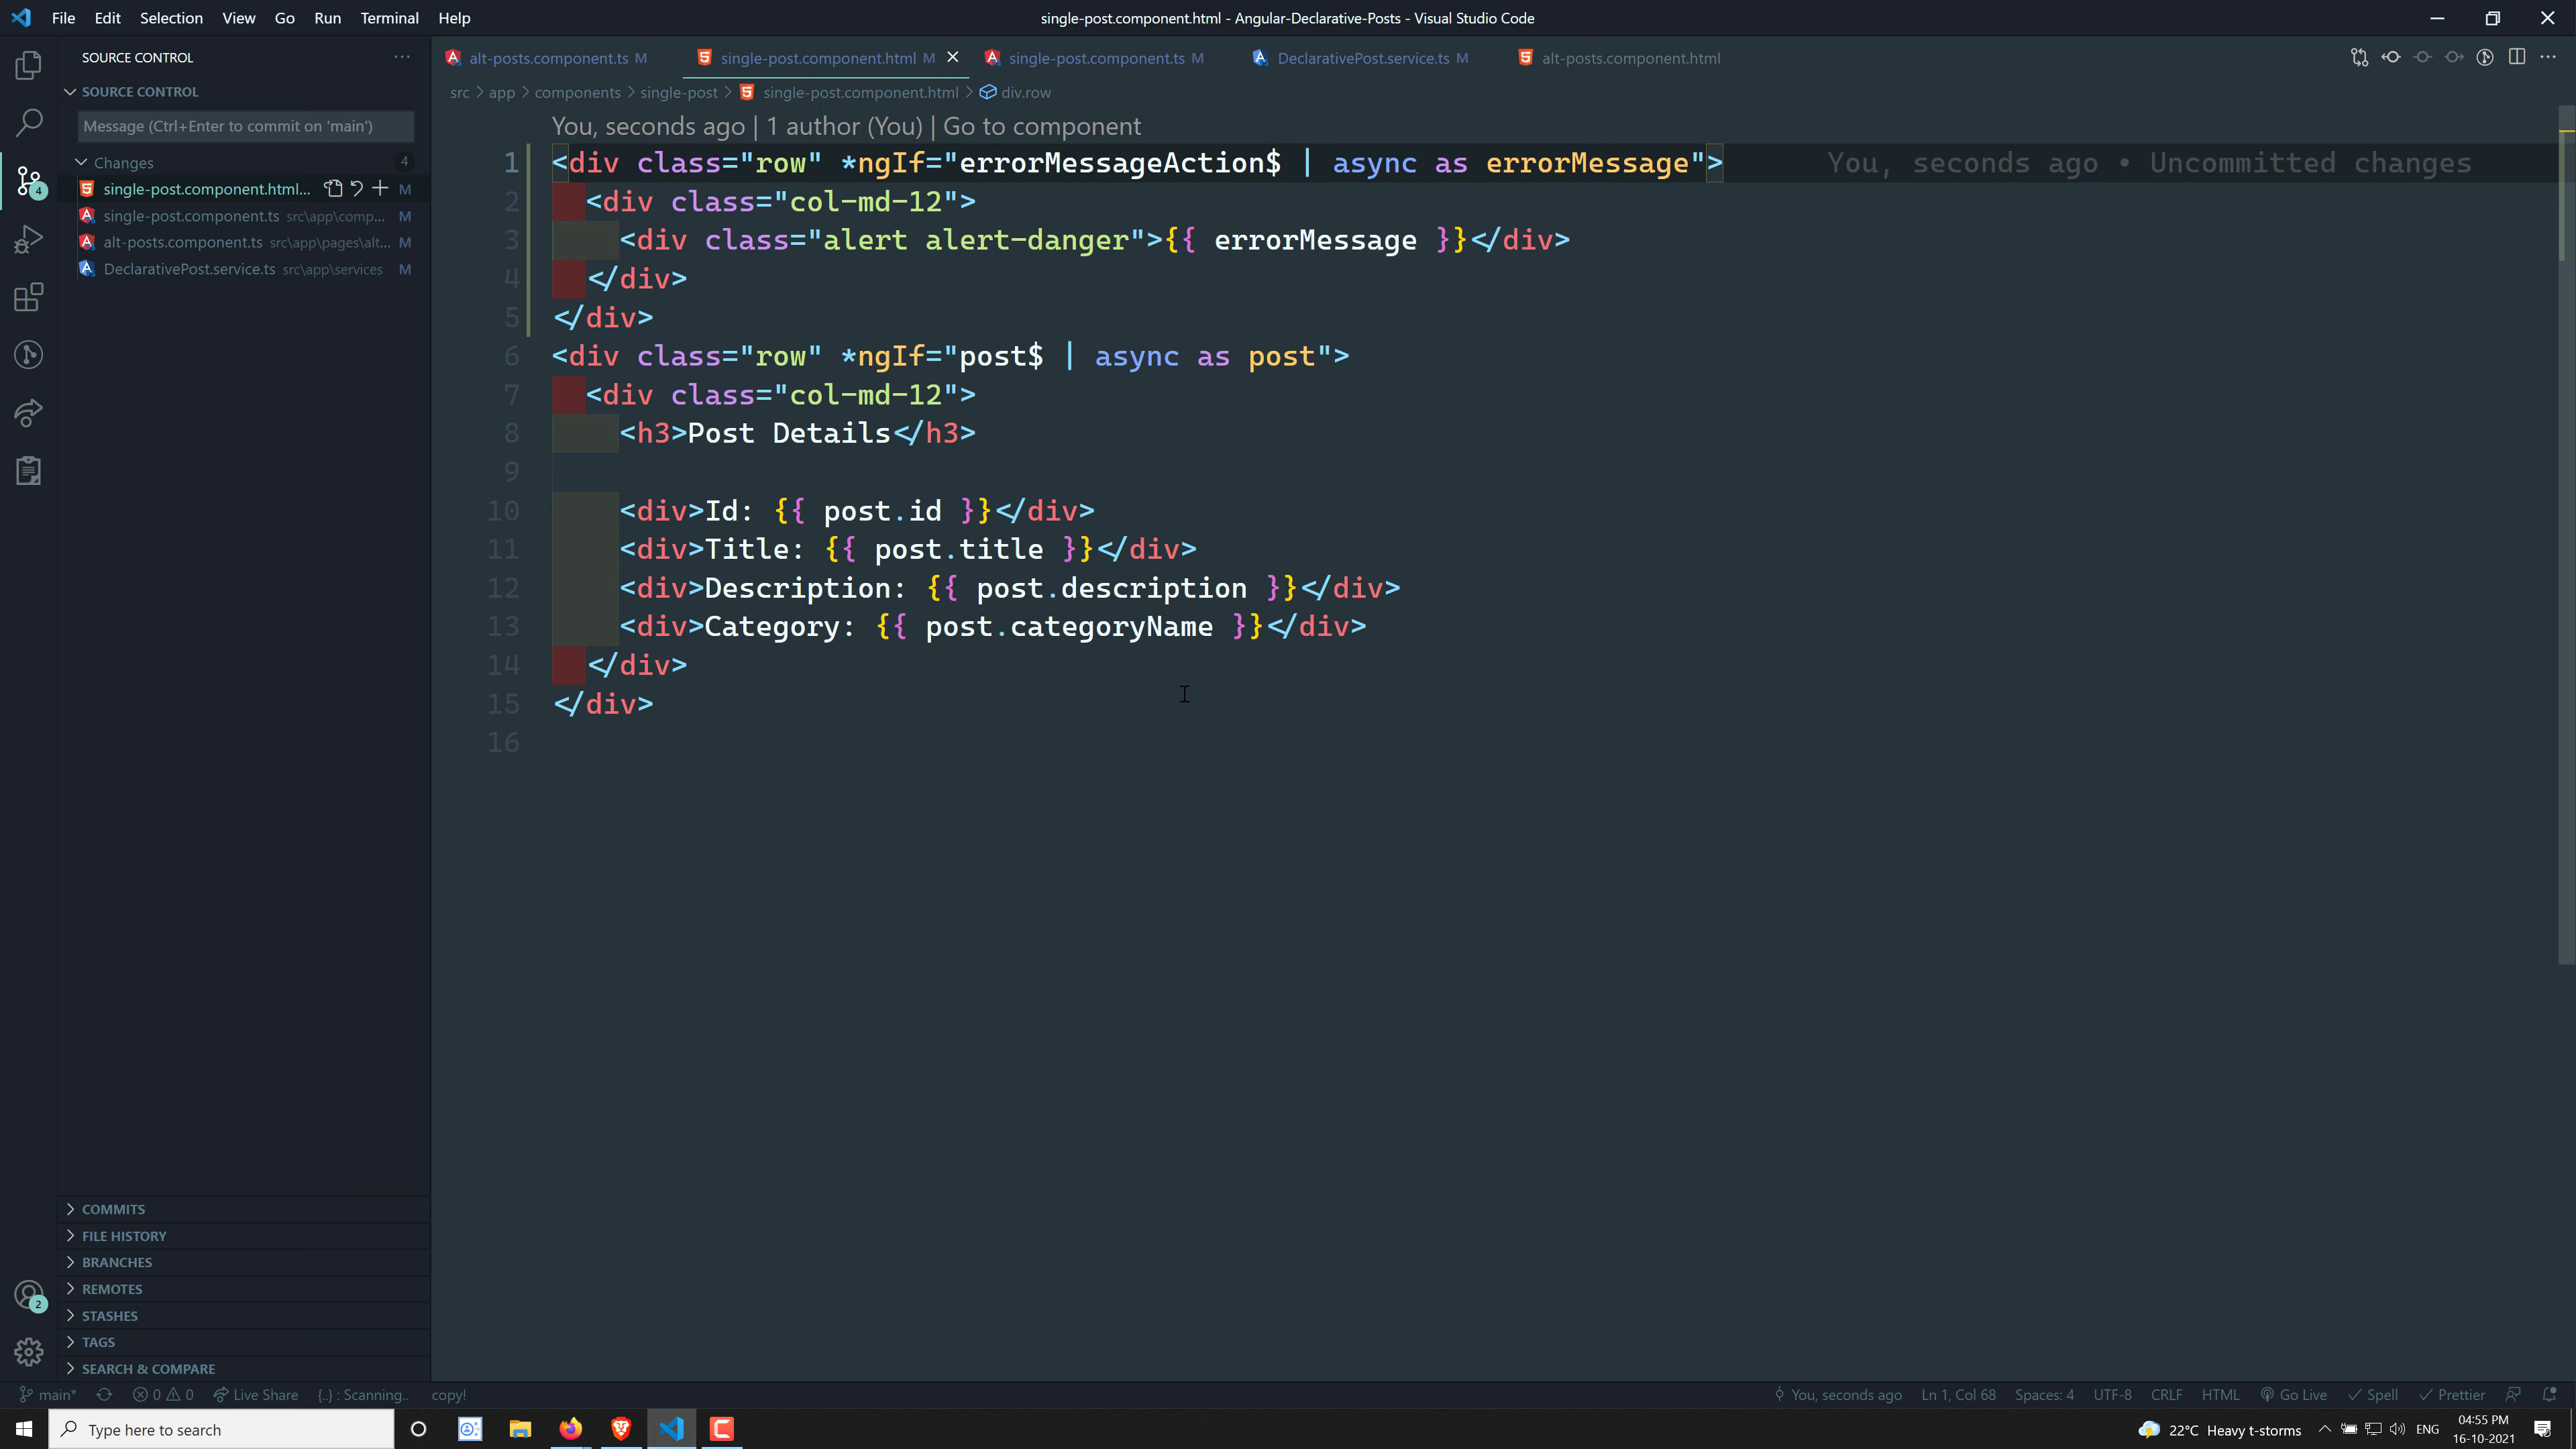 File Edit Selection View Go Run Terminal Help
single-post.component.html - Angular-Declarative-Posts - Visual Studio Code
SOURCE CONTROL
alt-posts.component.ts M
single-post.component.html M
single-post.component.ts M
DeclarativePost.service.ts M
alt-posts.component.html
SOURCE CONTROL
src > app > components > single-post > single-post.component.html > div.row
Message (Ctrl+Enter to commit on 'main')
Changes 4
single-post.component.html... M
single-post.component.ts src\app\comp... M
alt-posts.component.ts src\app\pages\alt... M
DeclarativePost.service.ts src\app\services M
4
You, seconds ago | 1 author (You) | Go to component
1 <div class="row" *ngIf="errorMessageAction$ | async as errorMessage"> You, seconds ago • Uncommitted changes
2 <div class="col-md-12">
3 <div class="alert alert-danger">{{ errorMessage }}</div>
4 </div>
5 </div>
6 <div class="row" *ngIf="post$ | async as post">
7 <div class="col-md-12">
8 <h3>Post Details</h3>
9
10 <div>Id: {{ post.id }}</div>
11 <div>Title: {{ post.title }}</div>
12 <div>Description: {{ post.description }}</div>
13 <div>Category: {{ post.categoryName }}</div>
14 </div>
15 </div>
16
COMMITS
FILE HISTORY
BRANCHES
REMOTES
STASHES
TAGS
SEARCH & COMPARE
2
main* 0 0 Live Share {..} : Scanning.. copy!
You, seconds ago Ln 1, Col 68 Spaces: 4 UTF-8 CRLF HTML Go Live Spell Prettier
Type here to search
22°C Heavy t-storms ENG
04:55 PM
16-10-2021